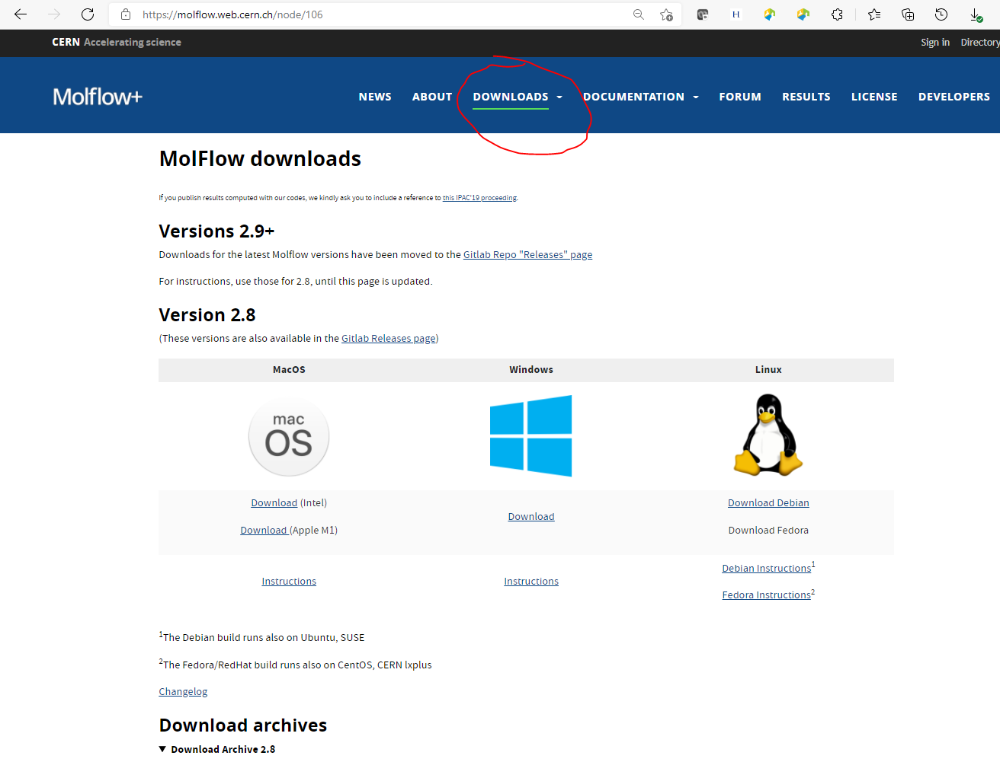 https://molflow.web.cern.ch/node/106
H
CERN Accelerating science
Sign in Directory
Molflow+
NEWS ABOUT DOWNLOADS DOCUMENTATION FORUM RESULTS LICENSE DEVELOPERS
MolFlow downloads
If you publish results computed with our codes, we kindly ask you to include a reference to this IPAC'19 proceeding.
Versions 2.9+
Downloads for the latest Molflow versions have been moved to the Gitlab Repo "Releases" page
For instructions, use those for 2.8, until this page is updated.
Version 2.8
(These versions are also available in the Gitlab Releases page)
MacOS Windows Linux
mac
OS
Download (Intel)
Download (Apple M1)
Download
Download Debian
Download Fedora
Instructions
Instructions
Debian Instructions¹
Fedora Instructions²
¹The Debian build runs also on Ubuntu, SUSE
²The Fedora/RedHat build runs also on CentOS, CERN lxplus
Changelog
Download archives
▼ Download Archive 2.8